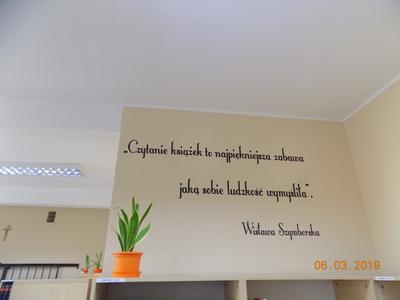 „Czytanie książek to najpiękniejsza zabawa
jaką sobie ludzkość wymyśliła”.
Wisława Szymborska
06.03.2019